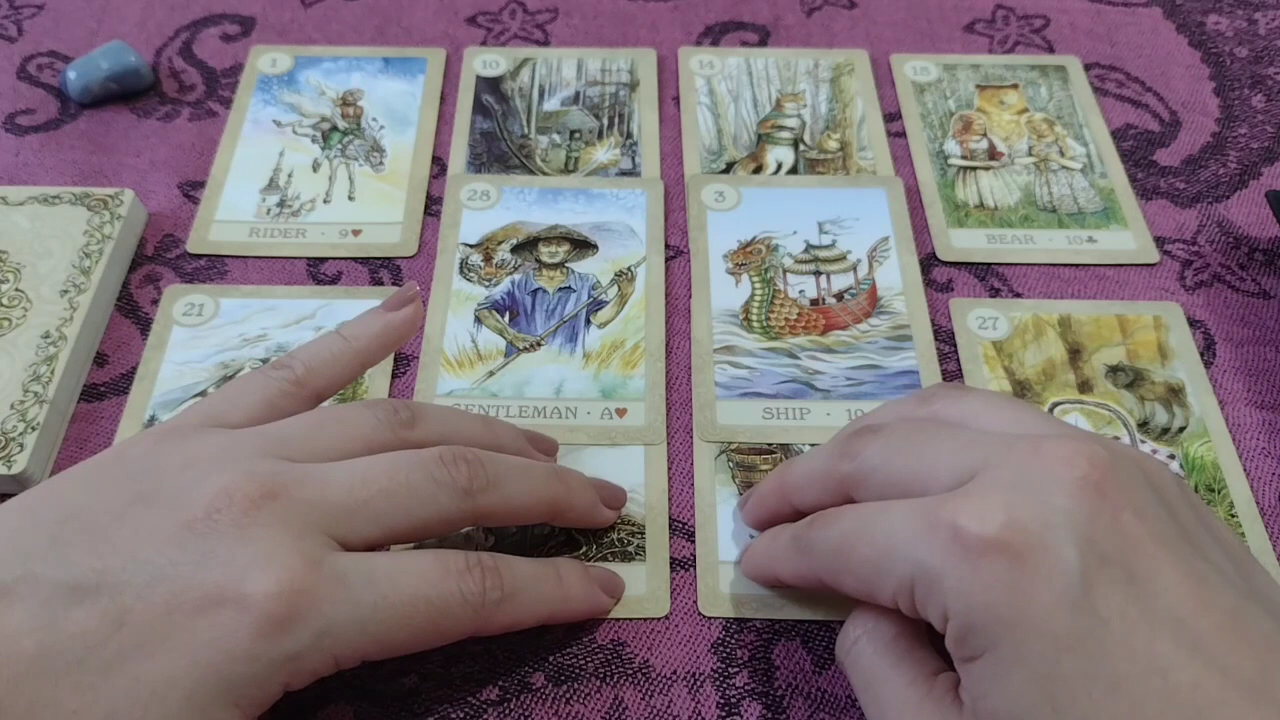 1
10
14
15
RIDER · 9♥
BEAR · 10♣
28
3
21
27
GENTLEMAN · A♥
SHIP · 10